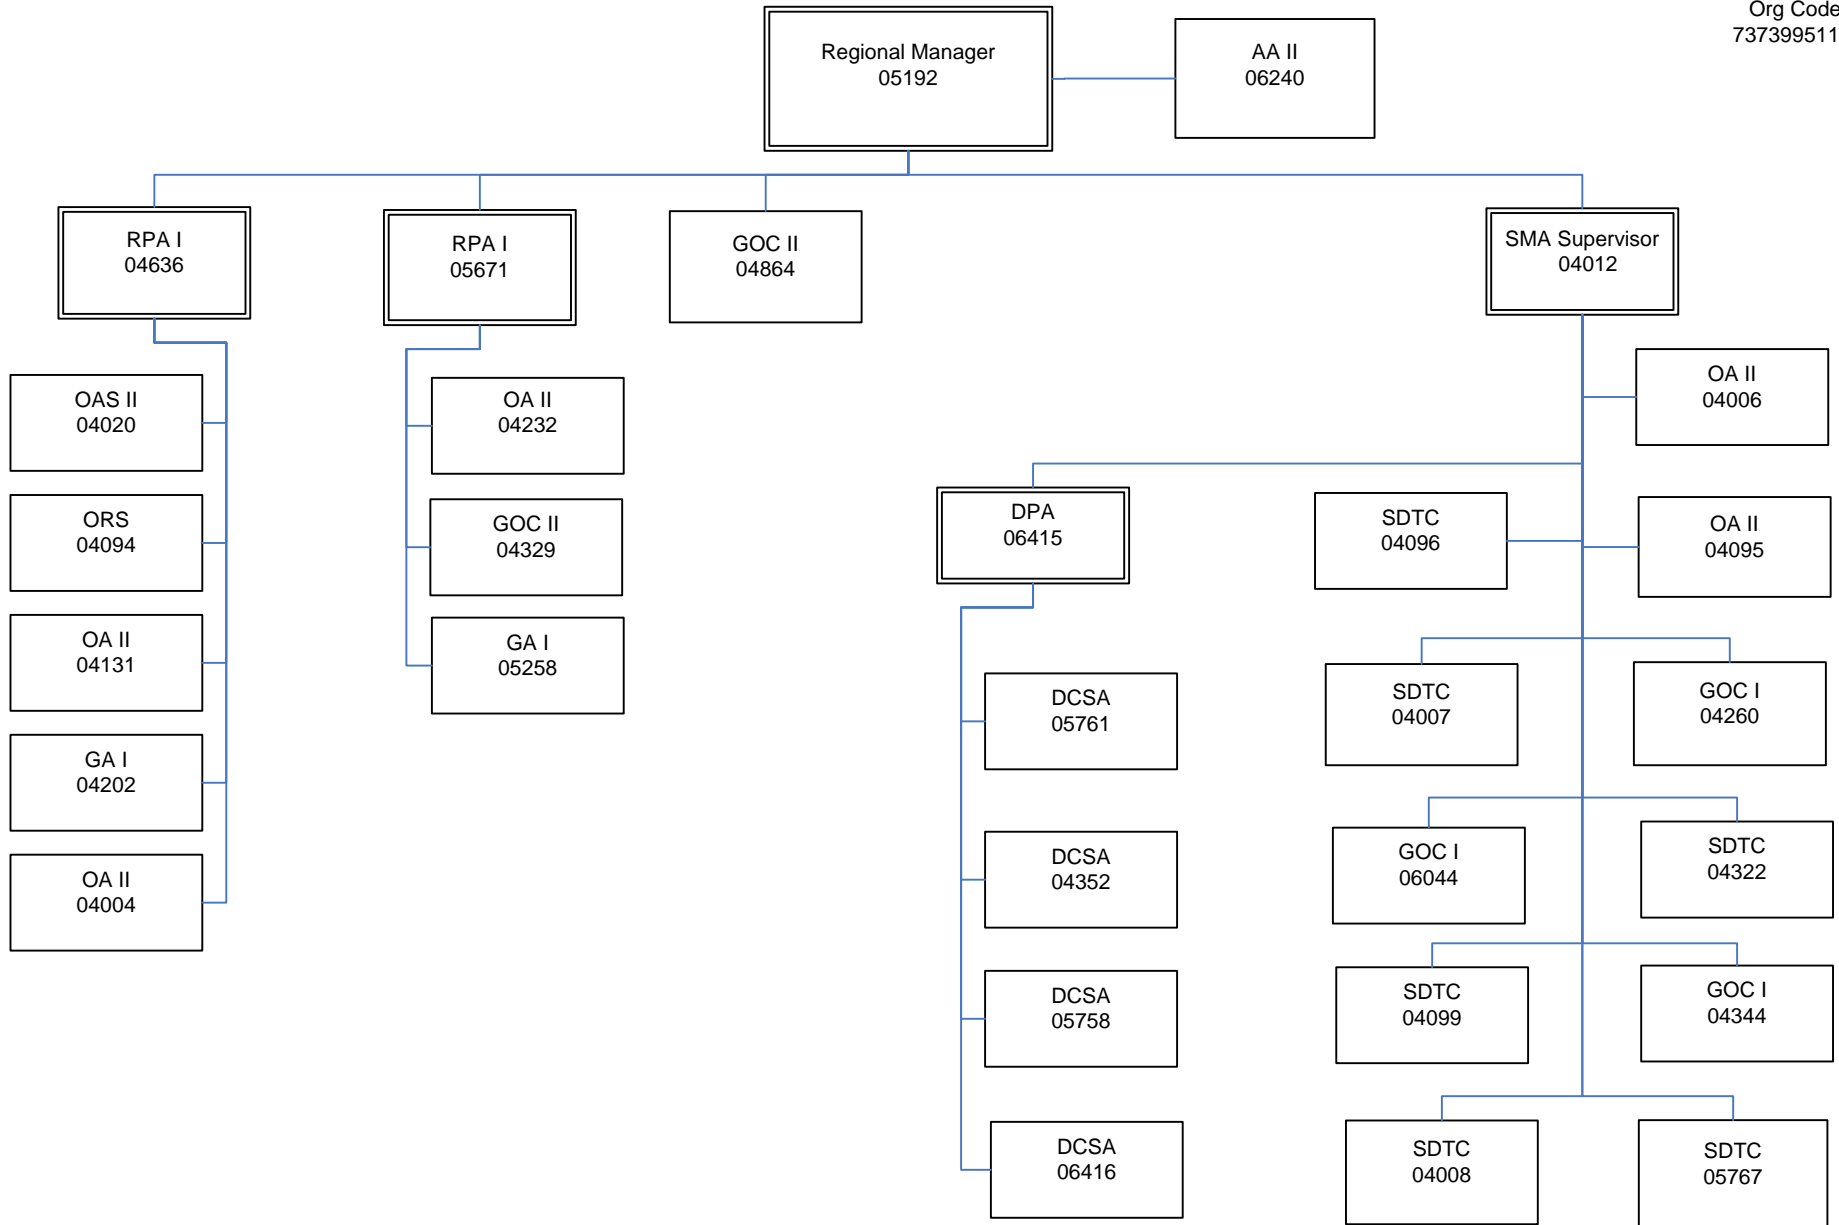 Org Code
737399511
Regional Manager
05192
AA II
06240
RPA I
04636
RPA I
05671
GOC II
04864
SMA Supervisor
04012
OAS II
04020
ORS
04094
OA II
04131
GA I
04202
OA II
04004
OA II
04232
GOC II
04329
GA I
05258
DPA
06415
DCSA
05761
DCSA
04352
DCSA
05758
DCSA
06416
OA II
04006
SDTC
04096
OA II
04095
SDTC
04007
GOC I
04260
GOC I
06044
SDTC
04322
SDTC
04099
GOC I
04344
SDTC
04008
SDTC
05767